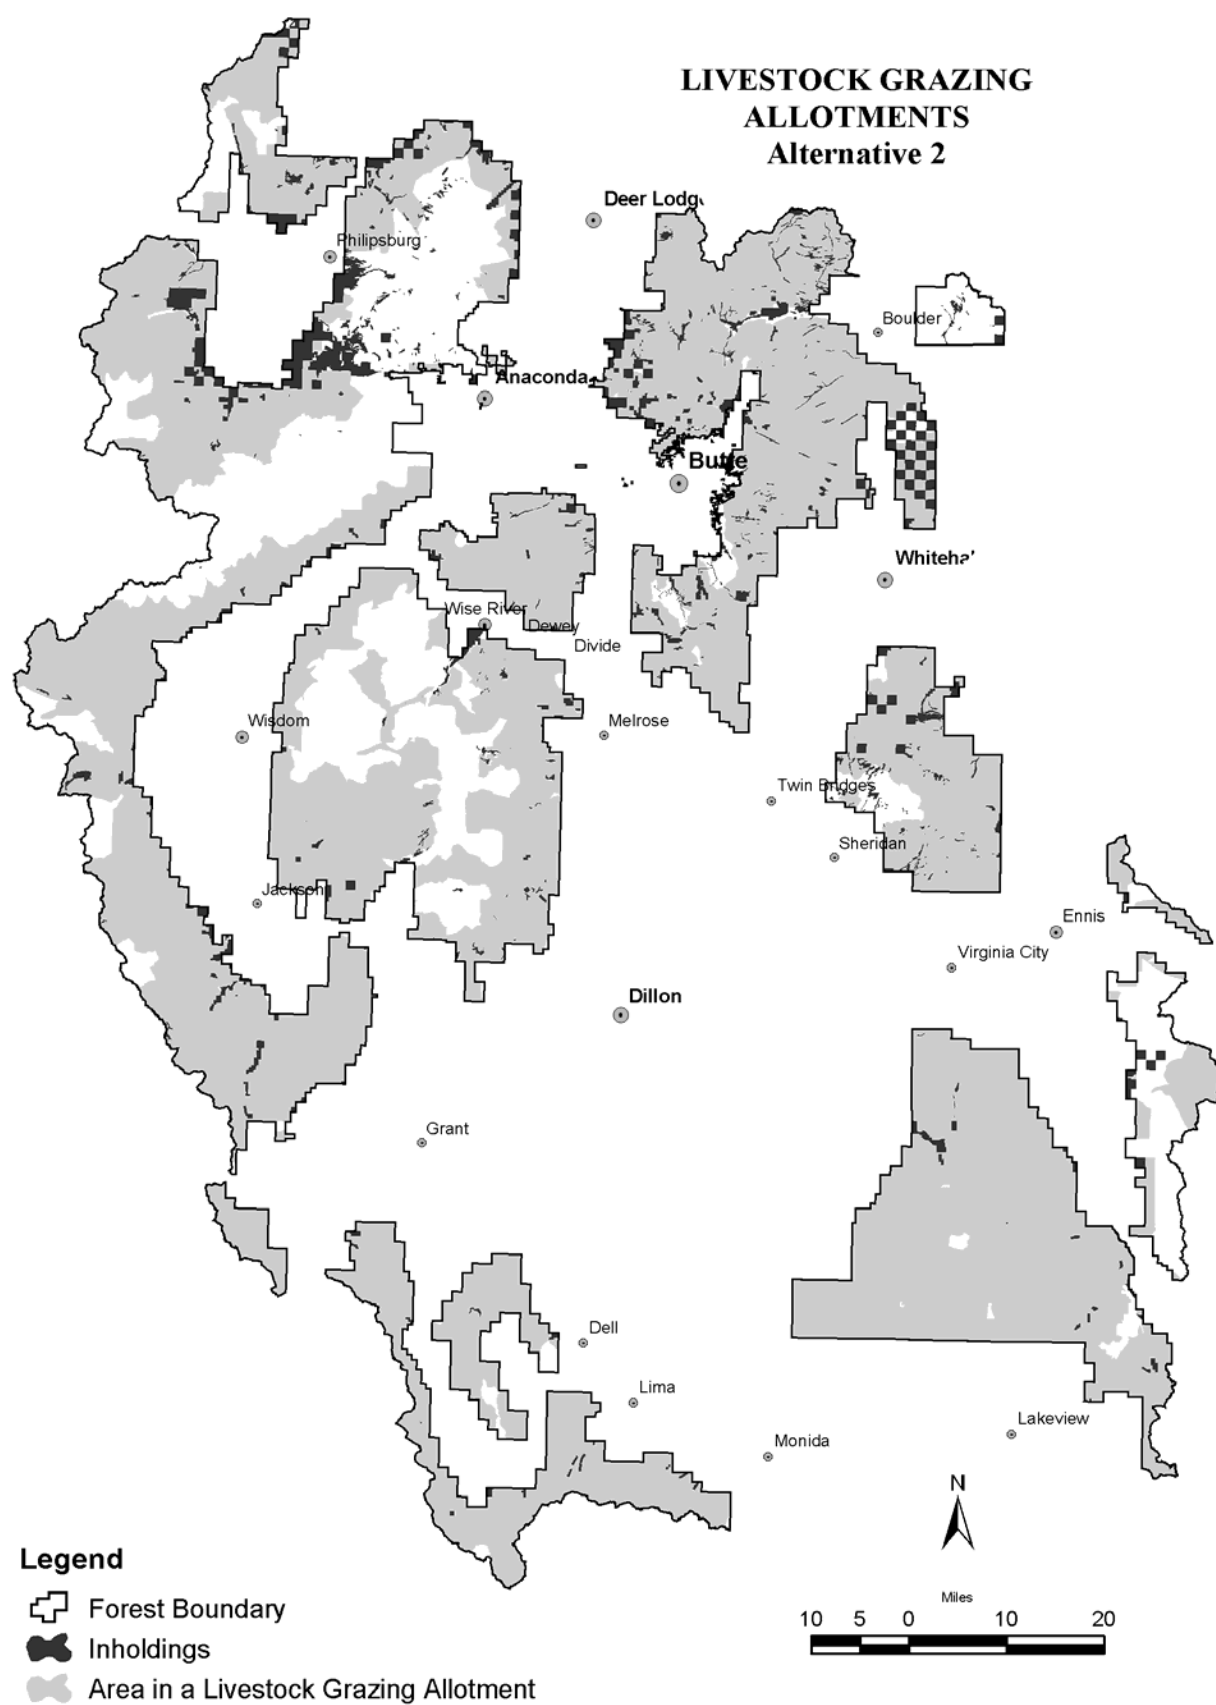 LIVESTOCK GRAZING
ALLOTMENTS
Alternative 2
Deer Lodg
Philipsburg
Boulder
Anaconda
Butte
Whiteha
Wise River
Dewey
Divide
Wisdom
Melrose
Twin Bridges
Sheridan
Jackson
Ennis
Virginia City
Dillon
Grant
Dell
Lima
Lakeview
Monida
N
Legend
Forest Boundary
Inholdings
Area in a Livestock Grazing Allotment
Miles
10 5 0 10 20